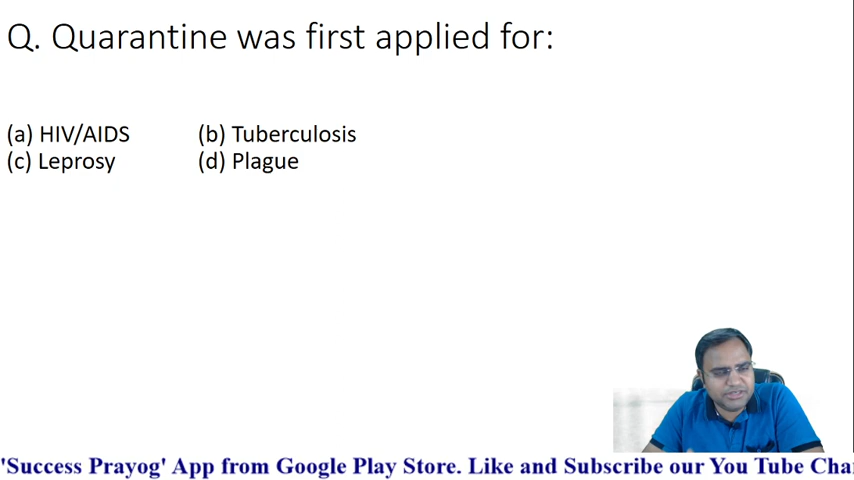 Q. Quarantine was first applied for:
(a) HIV/AIDS (b) Tuberculosis
(c) Leprosy (d) Plague
'Success Prayog' App from Google Play Store. Like and Subscribe our You Tube Cha